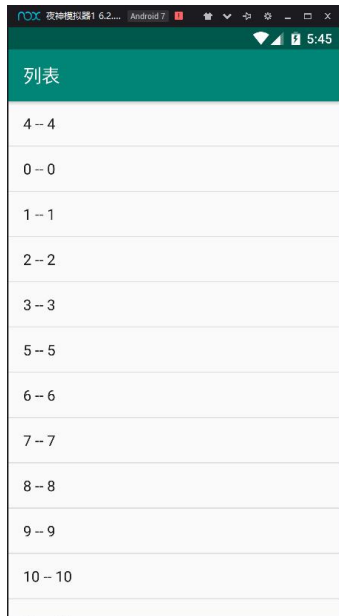 nox 夜神模拟器1 6.2.... Android 7
5:45
列表
4 -- 4
0 -- 0
1 -- 1
2 -- 2
3 -- 3
5 -- 5
6 -- 6
7 -- 7
8 -- 8
9 -- 9
10 -- 10